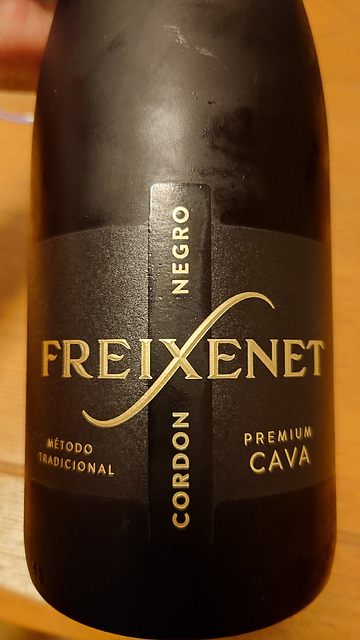 FREIXENET
CORDON NEGRO
MÉTODO
TRADICIONAL
PREMIUM
CAVA